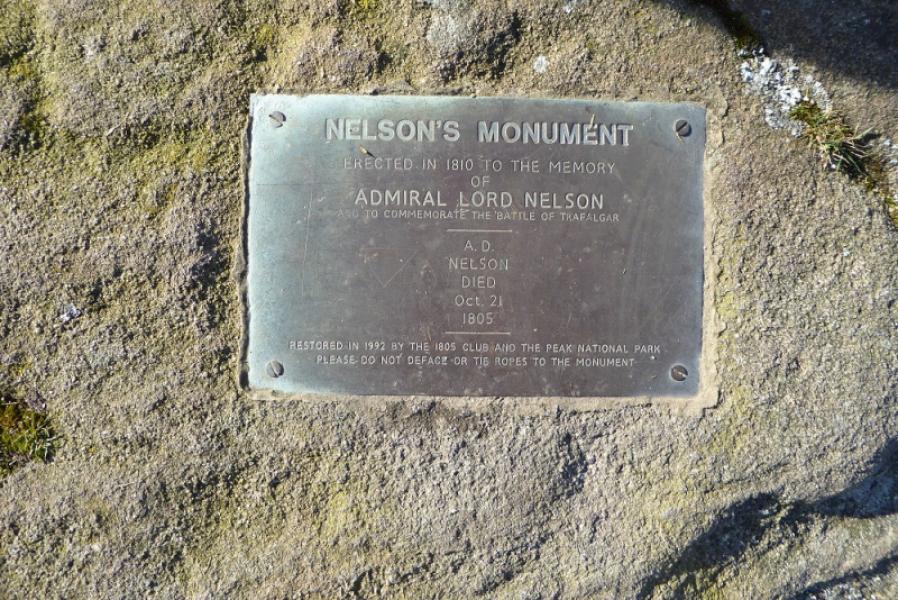 NELSON'S MONUMENT
ERECTED IN 1810 TO THE MEMORY
OF
ADMIRAL LORD NELSON
AND TO COMMEMORATE THE BATTLE OF TRAFALGAR
A.D.
NELSON
DIED
Oct. 21
1805
RESTORED IN 1992 BY THE 1805 CLUB AND THE PEAK NATIONAL PARK
PLEASE DO NOT DEFACE OR TIE ROPES TO THE MONUMENT